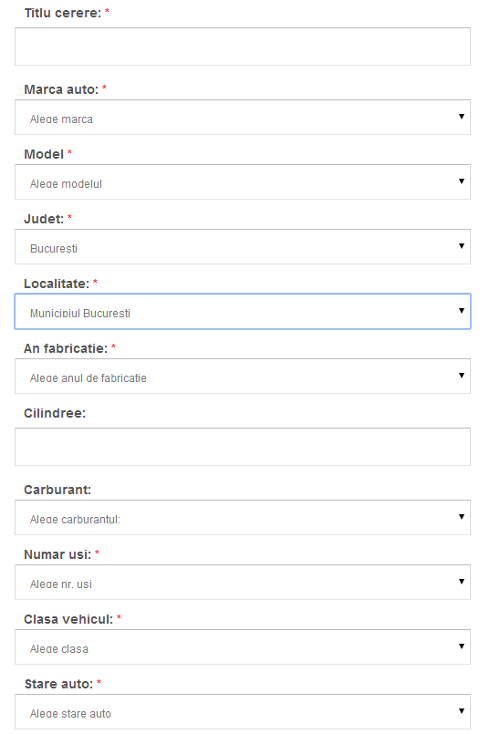 Titlu cerere: *
Marca auto: *
Alege marca
Model *
Alege modelul
Judet: *
Bucuresti
Localitate: *
Municipiul Bucuresti
An fabricatie: *
Alege anul de fabricatie
Cilindree:
Carburant:
Alege carburantul:
Numar usi: *
Alege nr. usi
Clasa vehicul: *
Alege clasa
Stare auto: *
Alege stare auto